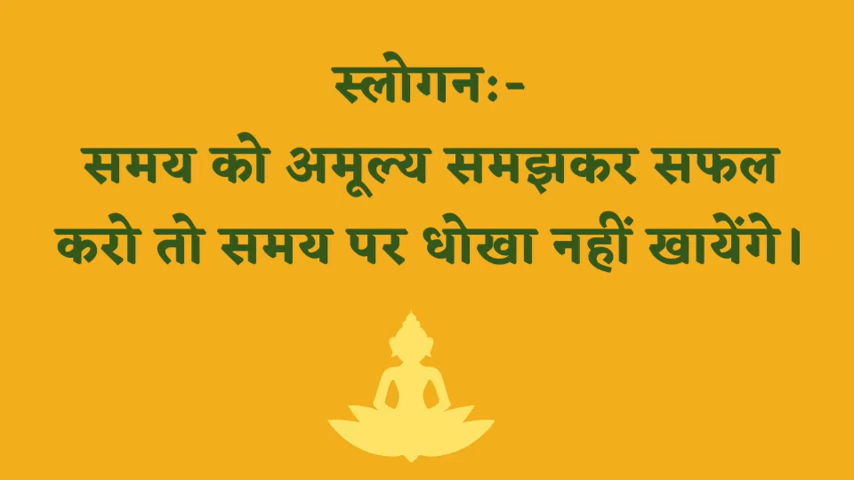 स्लोगनः-
समय को अमूल्य समझकर सफल
करो तो समय पर धोखा नहीं खायेंगे।